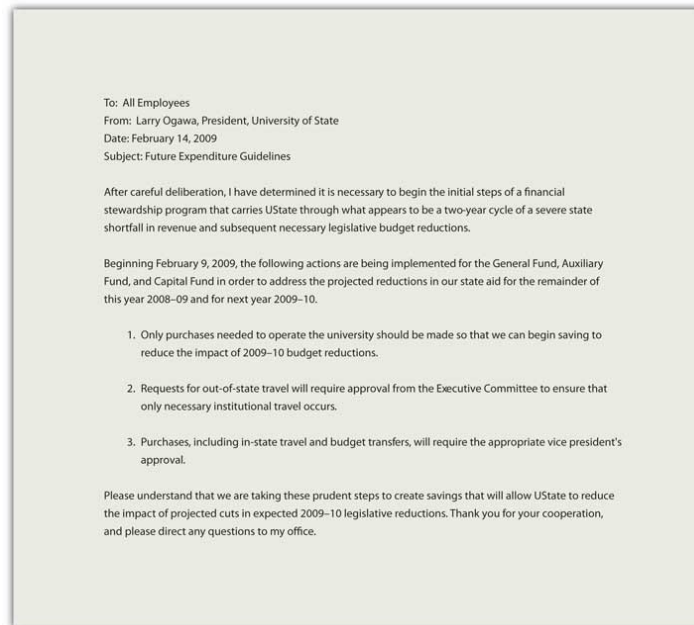 To: All Employees
From: Larry Ogawa, President, University of State
Date: February 14, 2009
Subject: Future Expenditure Guidelines
After careful deliberation, I have determined it is necessary to begin the initial steps of a financial
stewardship program that carries UState through what appears to be a two-year cycle of a severe state
shortfall in revenue and subsequent necessary legislative budget reductions.
Beginning February 9, 2009, the following actions are being implemented for the General Fund, Auxiliary
Fund, and Capital Fund in order to address the projected reductions in our state aid for the remainder of
this year 2008–09 and for next year 2009–10.
1. Only purchases needed to operate the university should be made so that we can begin saving to
reduce the impact of 2009–10 budget reductions.
2. Requests for out-of-state travel will require approval from the Executive Committee to ensure that
only necessary institutional travel occurs.
3. Purchases, including in-state travel and budget transfers, will require the appropriate vice president's
approval.
Please understand that we are taking these prudent steps to create savings that will allow UState to reduce
the impact of projected cuts in expected 2009–10 legislative reductions. Thank you for your cooperation,
and please direct any questions to my office.